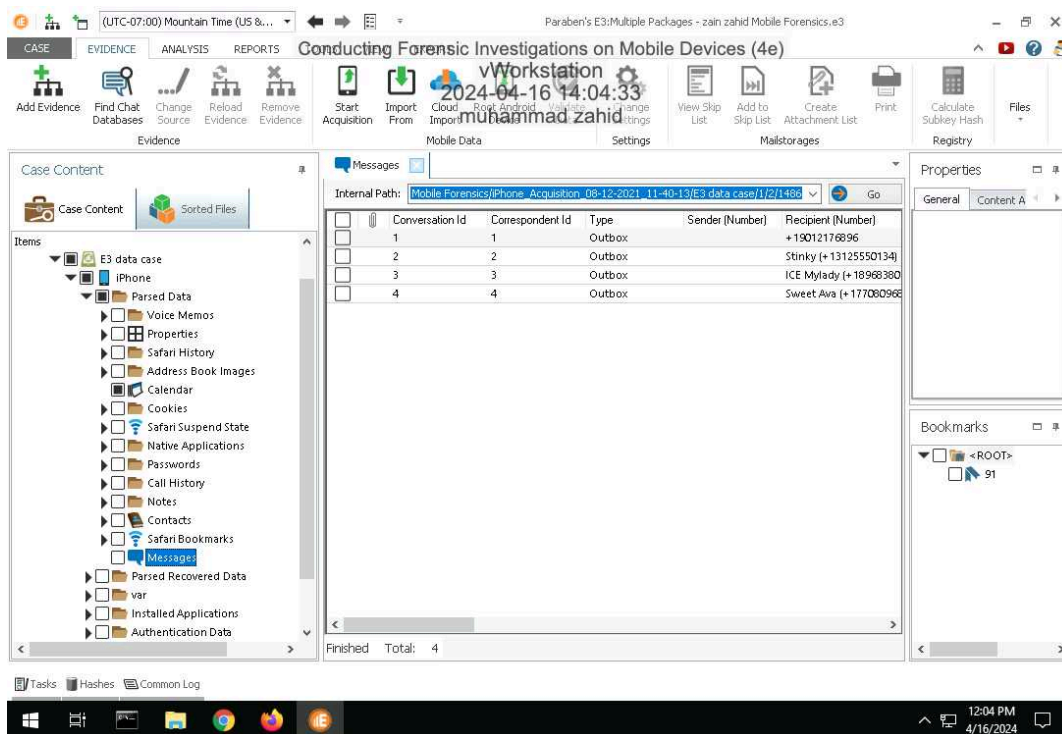 (UTC-07:00) Mountain Time (US &...
Paraben's E3:Multiple Packages - zain zahid Mobile Forensics.e3
CASE EVIDENCE ANALYSIS REPORTS
Conducting Forensic Investigations on Mobile Devices (4e)
vWorkstation
2024-04-16 14:04:33
muhammad zahid
Add Evidence
Find Chat Databases
Change Source
Reload Evidence
Remove Evidence
Evidence
Start Acquisition
Import From
Cloud Import
Root Android
Mobile Data
Change Settings
Settings
View Skip List
Add to Skip List
Create Attachment List
Print
Mailstorages
Calculate Subkey Hash
Registry
Files
Case Content
Case Content
Sorted Files
Items
E3 data case
iPhone
Parsed Data
Voice Memos
Properties
Safari History
Address Book Images
Calendar
Cookies
Safari Suspend State
Native Applications
Passwords
Call History
Notes
Contacts
Safari Bookmarks
Messages
Parsed Recovered Data
var
Installed Applications
Authentication Data
Messages
Internal Path: Mobile Forensics/iPhone_Acquisition_08-12-2021_11-40-13/E3 data case/1/2/1486 Go
Conversation Id Correspondent Id Type Sender (Number) Recipient (Number)
1 1 Outbox +19012176896
2 2 Outbox Stinky (+13125550134)
3 3 Outbox ICE Mylady (+18968380
4 4 Outbox Sweet Ava (+177080968
Finished Total: 4
Properties
General Content A
Bookmarks
<ROOT>
91
Tasks Hashes Common Log
12:04 PM
4/16/2024